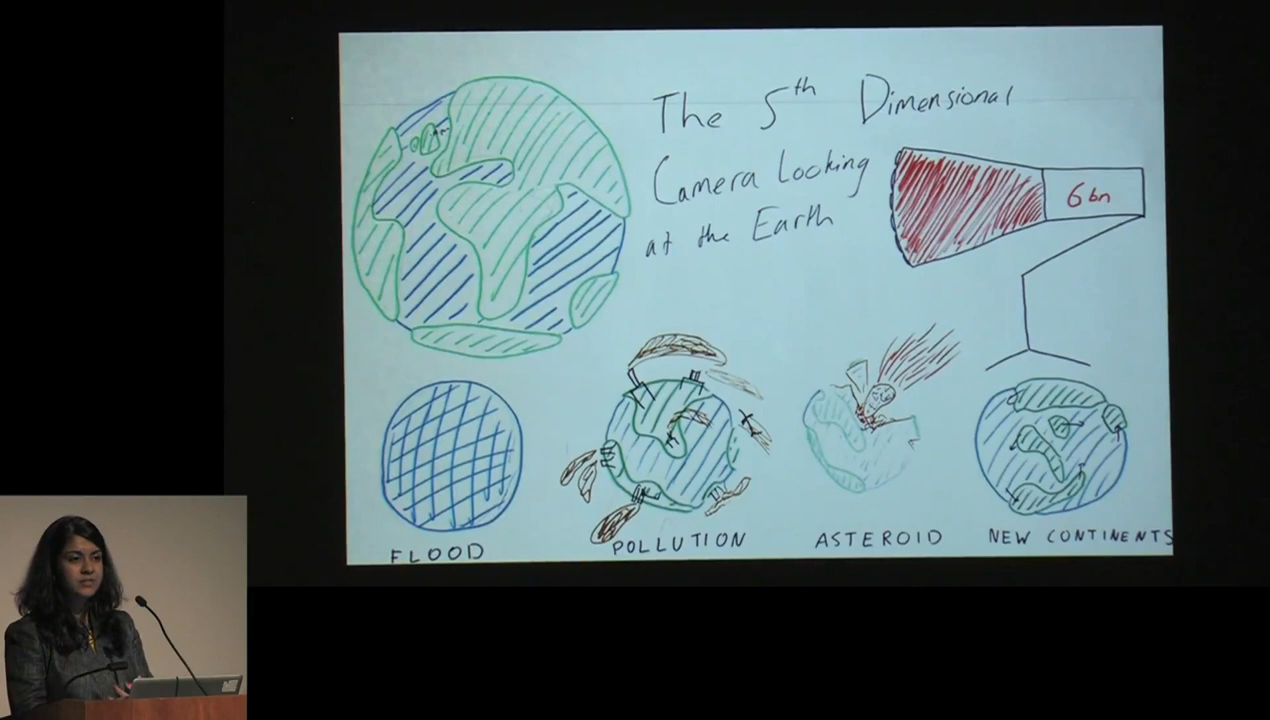 The 5th Dimensional
Camera Looking
at the Earth
6bn
FLOOD
POLLUTION
ASTEROID
NEW CONTINENTS